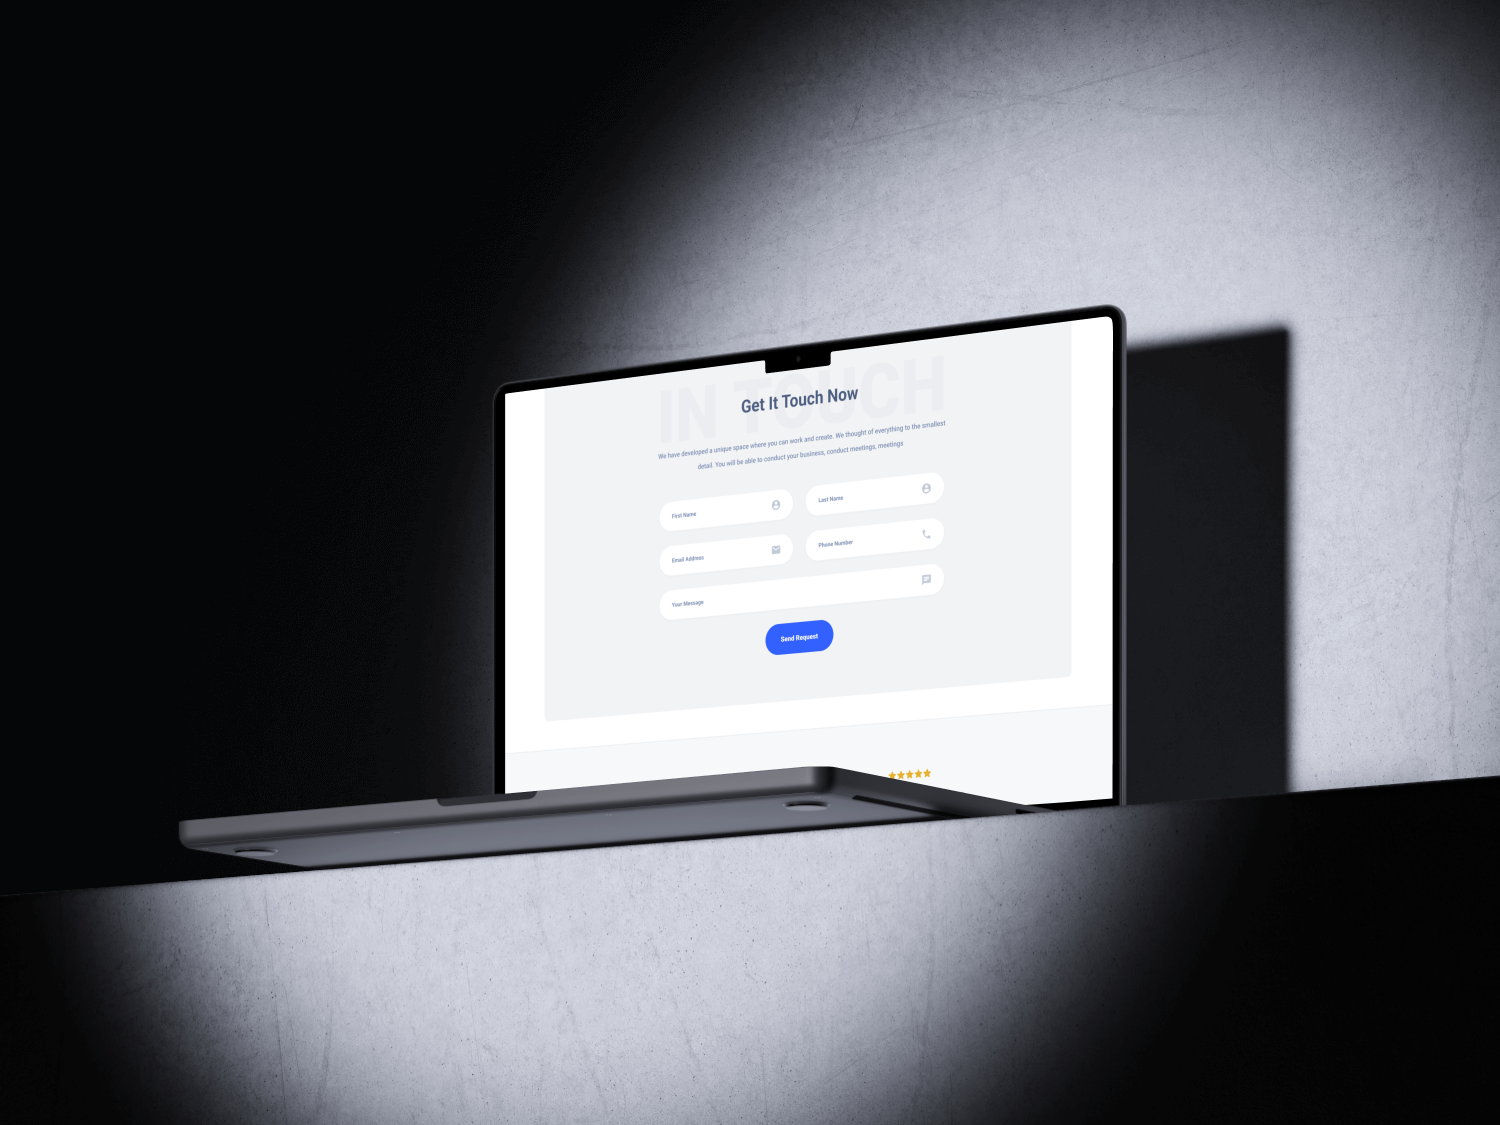 IN TOUCH
Get It Touch Now
We have developed a unique space where you can work and create. We thought of everything to the smallest
detail. You will be able to conduct your business, conduct meetings, meetings
First Name
Last Name
Email Address
Phone Number
Your Message
Send Request